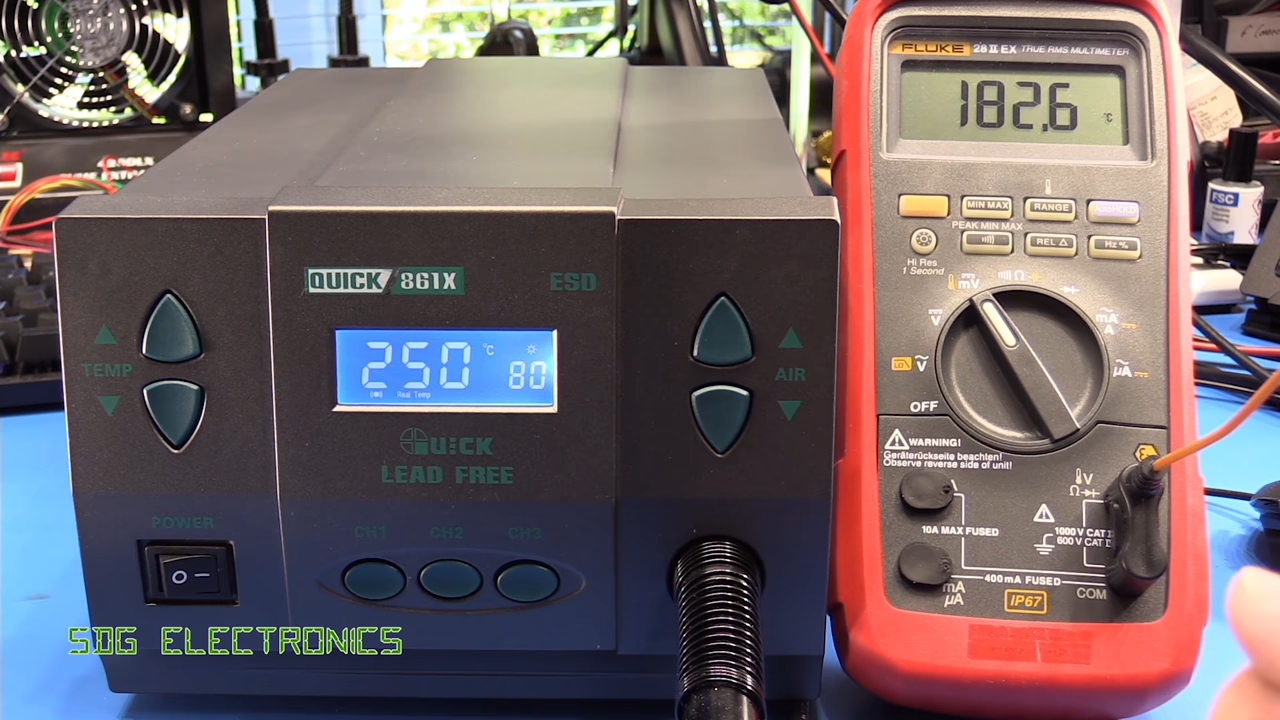 FLUKE 28 II EX TRUE RMS MULTIMETER
182.6 °C
MIN MAX
RANGE
AutoHOLD
PEAK MIN MAX
REL △
Hz %
Hi Res
1 Second
mV
V
mA
A
V
µA
OFF
WARNING!
Geräterückseite beachten!
Observe reverse side of unit!
10A MAX FUSED
1000 V CAT
600 V CAT
400 mA FUSED
mA
µA
IP67
COM
QUICK 861X
ESD
250 °C
80
Real Temp
TEMP
AIR
QUICK
LEAD FREE
POWER
CH1
CH2
CH3
SDG ELECTRONICS
FSC